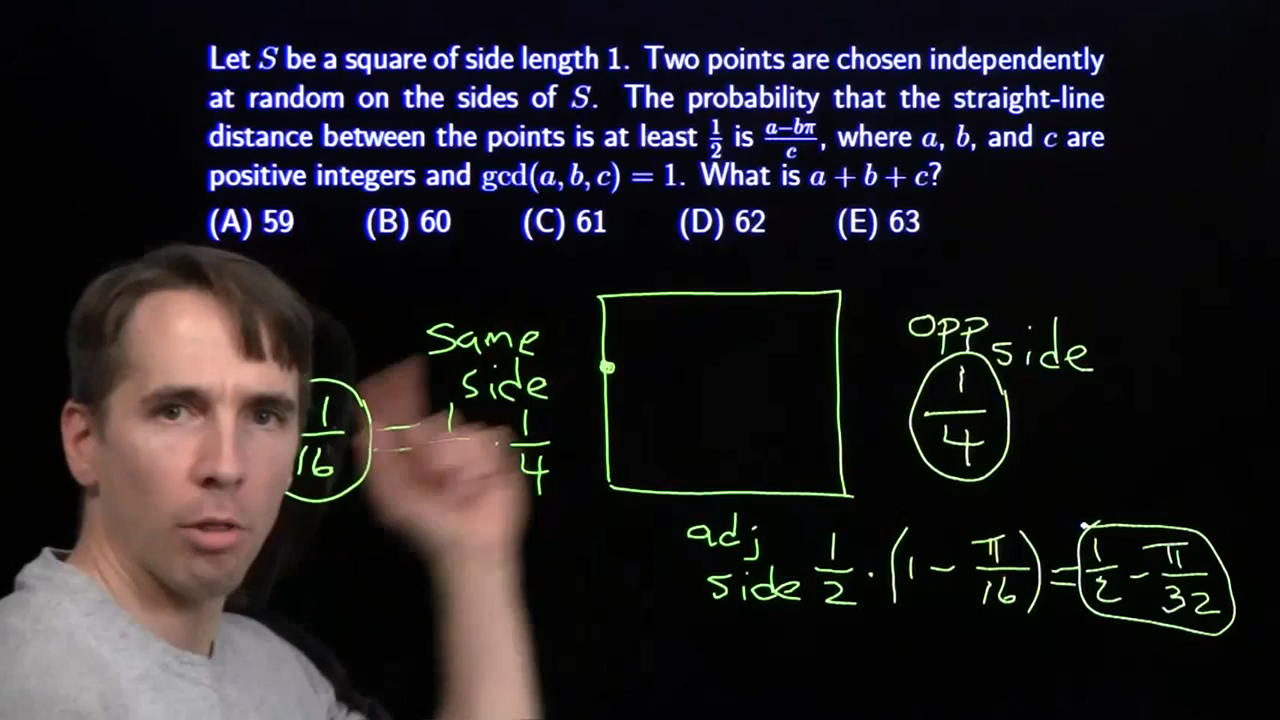 Let S be a square of side length 1. Two points are chosen independently
at random on the sides of S. The probability that the straight-line
distance between the points is at least 1/2 is (a−bπ)/c, where a, b, and c are
positive integers and gcd(a, b, c) = 1. What is a + b + c?
(A) 59 (B) 60 (C) 61 (D) 62 (E) 63
same side
1/16 = 1 · 1/4
opp side
1/4
adj side 1/2 · (1 − π/16) = 1/2 − π/32